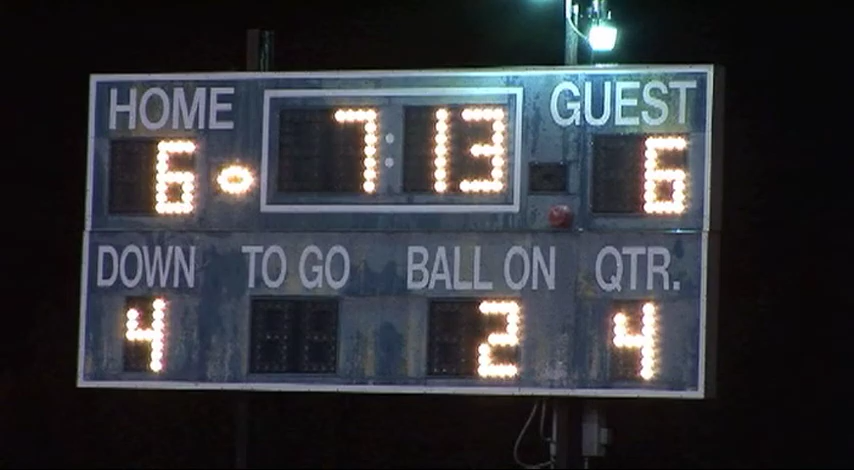 HOME 7:13 GUEST
6 6
DOWN TO GO BALL ON QTR.
4 2 4